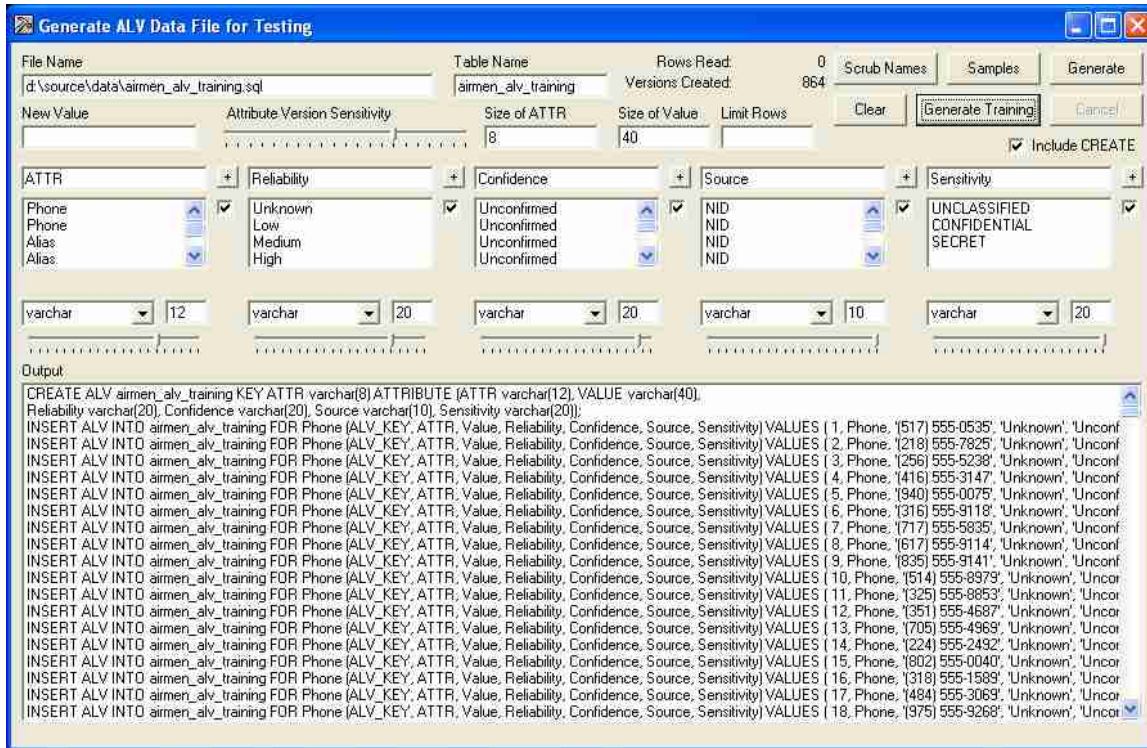 Generate ALV Data File for Testing
File Name
Table Name
Rows Read: 0
Versions Created: 864
Scrub Names
Samples
Generate
d:\source\data\airmen_alv_training.sql
airmen_alv_training
New Value
Attribute Version Sensitivity
Size of ATTR
Size of Value
Limit Rows
Clear
Generate Training
Cancel
8
40
Include CREATE
ATTR
+
Reliability
+
Confidence
+
Source
+
Sensitivity
+
Phone
Phone
Alias
Alias
Unknown
Low
Medium
High
Unconfirmed
Unconfirmed
Unconfirmed
Unconfirmed
NID
NID
NID
NID
UNCLASSIFIED
CONFIDENTIAL
SECRET
varchar
12
varchar
20
varchar
20
varchar
10
varchar
20
Output
CREATE ALV airmen_alv_training KEY ATTR varchar(8) ATTRIBUTE (ATTR varchar(12), VALUE varchar(40),
Reliability varchar(20), Confidence varchar(20), Source varchar(10), Sensitivity varchar(20));
INSERT ALV INTO airmen_alv_training FOR Phone (ALV_KEY, ATTR, Value, Reliability, Confidence, Source, Sensitivity) VALUES ( 1, Phone, '(517) 555-0535', 'Unknown', 'Unconf
INSERT ALV INTO airmen_alv_training FOR Phone (ALV_KEY, ATTR, Value, Reliability, Confidence, Source, Sensitivity) VALUES ( 2, Phone, '(218) 555-7825', 'Unknown', 'Unconf
INSERT ALV INTO airmen_alv_training FOR Phone (ALV_KEY, ATTR, Value, Reliability, Confidence, Source, Sensitivity) VALUES ( 3, Phone, '(256) 555-5238', 'Unknown', 'Unconf
INSERT ALV INTO airmen_alv_training FOR Phone (ALV_KEY, ATTR, Value, Reliability, Confidence, Source, Sensitivity) VALUES ( 4, Phone, '(416) 555-3147', 'Unknown', 'Unconf
INSERT ALV INTO airmen_alv_training FOR Phone (ALV_KEY, ATTR, Value, Reliability, Confidence, Source, Sensitivity) VALUES ( 5, Phone, '(940) 555-0075', 'Unknown', 'Unconf
INSERT ALV INTO airmen_alv_training FOR Phone (ALV_KEY, ATTR, Value, Reliability, Confidence, Source, Sensitivity) VALUES ( 6, Phone, '(316) 555-9118', 'Unknown', 'Unconf
INSERT ALV INTO airmen_alv_training FOR Phone (ALV_KEY, ATTR, Value, Reliability, Confidence, Source, Sensitivity) VALUES ( 7, Phone, '(717) 555-5835', 'Unknown', 'Unconf
INSERT ALV INTO airmen_alv_training FOR Phone (ALV_KEY, ATTR, Value, Reliability, Confidence, Source, Sensitivity) VALUES ( 8, Phone, '(617) 555-9114', 'Unknown', 'Unconf
INSERT ALV INTO airmen_alv_training FOR Phone (ALV_KEY, ATTR, Value, Reliability, Confidence, Source, Sensitivity) VALUES ( 9, Phone, '(835) 555-9141', 'Unknown', 'Unconf
INSERT ALV INTO airmen_alv_training FOR Phone (ALV_KEY, ATTR, Value, Reliability, Confidence, Source, Sensitivity) VALUES ( 10, Phone, '(514) 555-8979', 'Unknown', 'Uncor
INSERT ALV INTO airmen_alv_training FOR Phone (ALV_KEY, ATTR, Value, Reliability, Confidence, Source, Sensitivity) VALUES ( 11, Phone, '(325) 555-8853', 'Unknown', 'Uncor
INSERT ALV INTO airmen_alv_training FOR Phone (ALV_KEY, ATTR, Value, Reliability, Confidence, Source, Sensitivity) VALUES ( 12, Phone, '(351) 555-4687', 'Unknown', 'Uncor
INSERT ALV INTO airmen_alv_training FOR Phone (ALV_KEY, ATTR, Value, Reliability, Confidence, Source, Sensitivity) VALUES ( 13, Phone, '(705) 555-4969', 'Unknown', 'Uncor
INSERT ALV INTO airmen_alv_training FOR Phone (ALV_KEY, ATTR, Value, Reliability, Confidence, Source, Sensitivity) VALUES ( 14, Phone, '(224) 555-2492', 'Unknown', 'Uncor
INSERT ALV INTO airmen_alv_training FOR Phone (ALV_KEY, ATTR, Value, Reliability, Confidence, Source, Sensitivity) VALUES ( 15, Phone, '(802) 555-0040', 'Unknown', 'Uncor
INSERT ALV INTO airmen_alv_training FOR Phone (ALV_KEY, ATTR, Value, Reliability, Confidence, Source, Sensitivity) VALUES ( 16, Phone, '(318) 555-1589', 'Unknown', 'Uncor
INSERT ALV INTO airmen_alv_training FOR Phone (ALV_KEY, ATTR, Value, Reliability, Confidence, Source, Sensitivity) VALUES ( 17, Phone, '(484) 555-3069', 'Unknown', 'Uncor
INSERT ALV INTO airmen_alv_training FOR Phone (ALV_KEY, ATTR, Value, Reliability, Confidence, Source, Sensitivity) VALUES ( 18, Phone, '(975) 555-9268', 'Unknown', 'Uncor